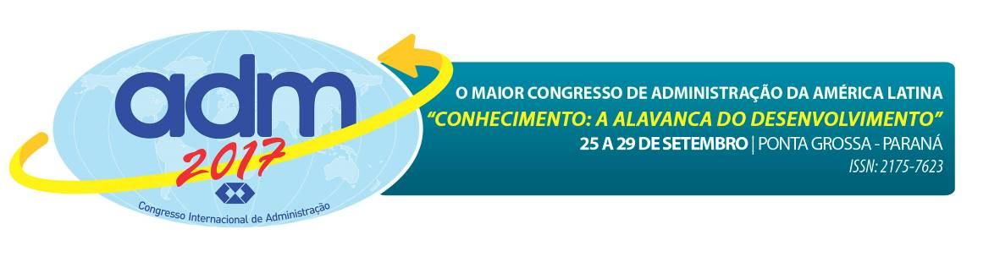 adm
2017
Congresso Internacional de Administração
O MAIOR CONGRESSO DE ADMINISTRAÇÃO DA AMÉRICA LATINA
“CONHECIMENTO: A ALAVANCA DO DESENVOLVIMENTO”
25 A 29 DE SETEMBRO | PONTA GROSSA - PARANÁ
ISSN: 2175-7623